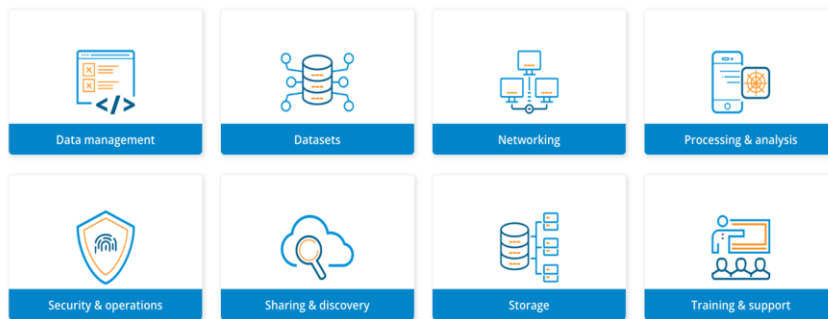 Data management
Datasets
Networking
Processing & analysis
Security & operations
Sharing & discovery
Storage
Training & support